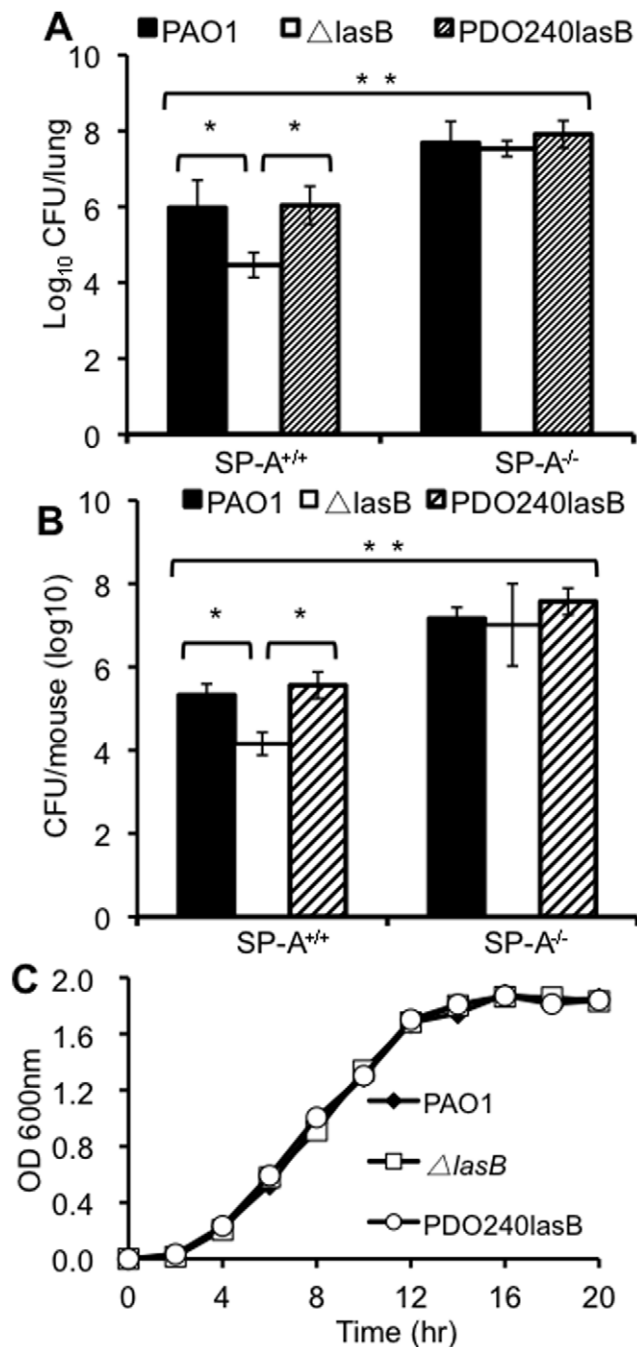 A
PAO1 △lasB PDO240lasB
10
8
6
4
2
0
Log10 CFU/lung
* *
* *
SP-A+/+ SP-A-/-
B
PAO1 △lasB PDO240lasB
10
8
6
4
2
0
CFU/mouse (log10)
* *
* *
SP-A+/+ SP-A-/-
C
2.0
1.6
1.2
0.8
0.4
0.0
OD 600nm
PAO1
△lasB
PDO240lasB
0 4 8 12 16 20
Time (hr)